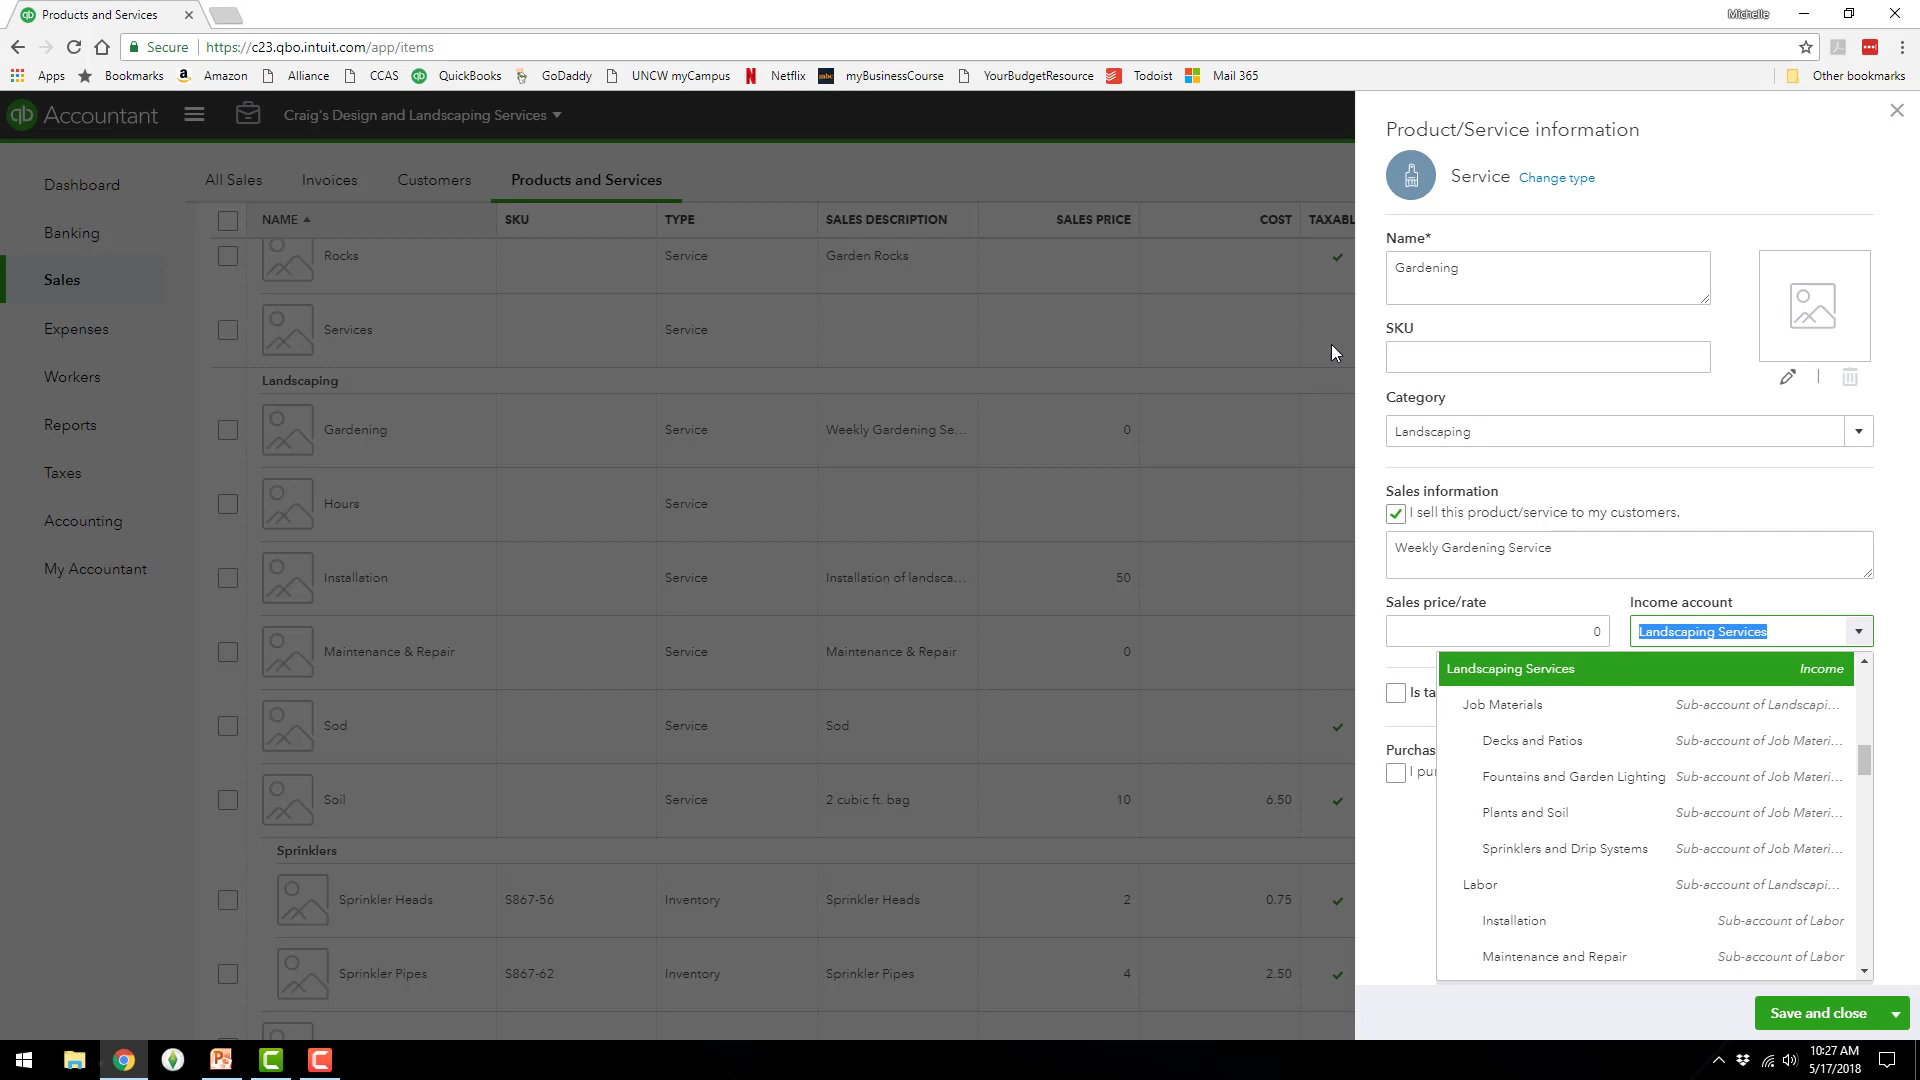 Products and Services
Michelle
Secure
https://c23.qbo.intuit.com/app/items
Apps
Bookmarks
Amazon
Alliance
CCAS
QuickBooks
GoDaddy
UNCW myCampus
Netflix
myBusinessCourse
YourBudgetResource
Todoist
Mail 365
Other bookmarks
qb Accountant
Craig's Design and Landscaping Services
Dashboard
Banking
Sales
Expenses
Workers
Reports
Taxes
Accounting
My Accountant
All Sales
Invoices
Customers
Products and Services
NAME SKU TYPE SALES DESCRIPTION SALES PRICE COST TAXABL
Rocks Service Garden Rocks
Services Service
Landscaping
Gardening Service Weekly Gardening Se... 0
Hours Service
Installation Service Installation of landsca... 50
Maintenance & Repair Service Maintenance & Repair 0
Sod Service Sod
Soil Service 2 cubic ft. bag 10 6.50
Sprinklers
Sprinkler Heads S867-56 Inventory Sprinkler Heads 2 0.75
Sprinkler Pipes S867-62 Inventory Sprinkler Pipes 4 2.50
Product/Service information
Service Change type
Name*
Gardening
SKU
Category
Landscaping
Sales information
I sell this product/service to my customers.
Weekly Gardening Service
Sales price/rate
0
Income account
Landscaping Services
Is ta
Purchas
I pur
Landscaping Services Income
Job Materials Sub-account of Landscapi...
Decks and Patios Sub-account of Job Materi...
Fountains and Garden Lighting Sub-account of Job Materi...
Plants and Soil Sub-account of Job Materi...
Sprinklers and Drip Systems Sub-account of Job Materi...
Labor Sub-account of Landscapi...
Installation Sub-account of Labor
Maintenance and Repair Sub-account of Labor
Save and close
10:27 AM
5/17/2018